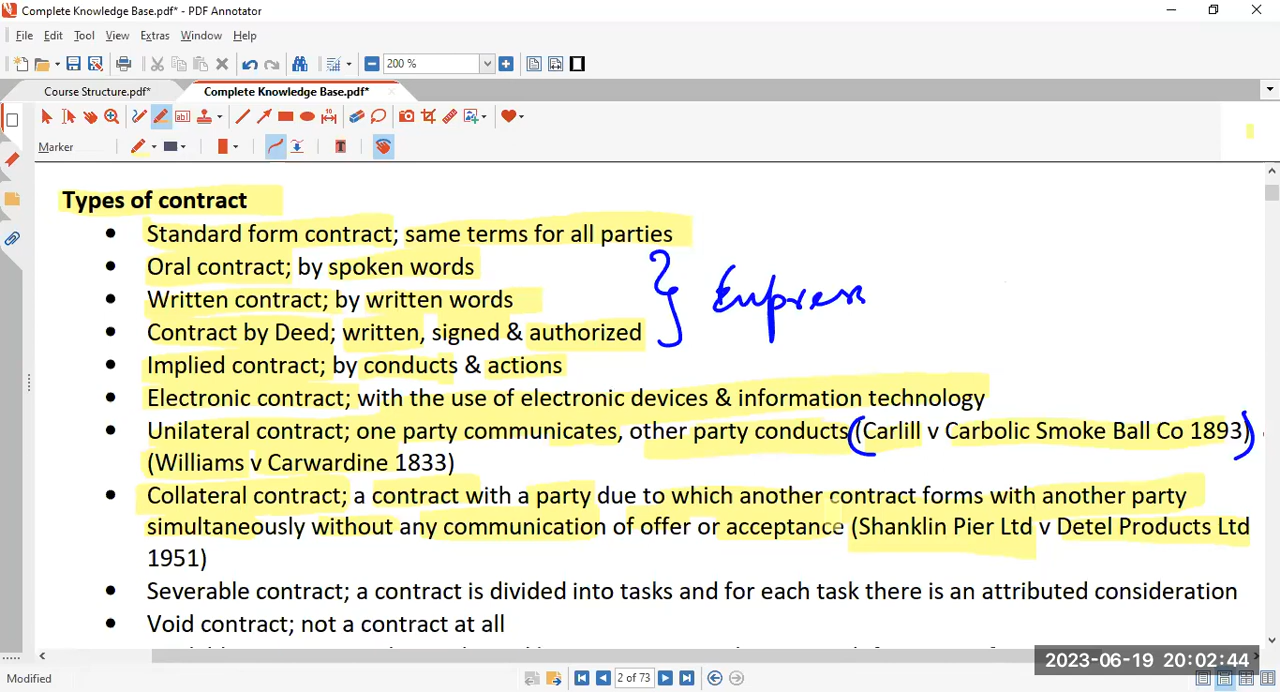 Complete Knowledge Base.pdf* - PDF Annotator
File Edit Tool View Extras Window Help
200 %
Course Structure.pdf* Complete Knowledge Base.pdf*
Marker
Types of contract
• Standard form contract; same terms for all parties
• Oral contract; by spoken words
• Written contract; by written words
Express
• Contract by Deed; written, signed & authorized
• Implied contract; by conducts & actions
• Electronic contract; with the use of electronic devices & information technology
• Unilateral contract; one party communicates, other party conducts (Carlill v Carbolic Smoke Ball Co 1893)
(Williams v Carwardine 1833)
• Collateral contract; a contract with a party due to which another contract forms with another party
simultaneously without any communication of offer or acceptance (Shanklin Pier Ltd v Detel Products Ltd
1951)
• Severable contract; a contract is divided into tasks and for each task there is an attributed consideration
• Void contract; not a contract at all
2023-06-19 20:02:44
Modified 2 of 73